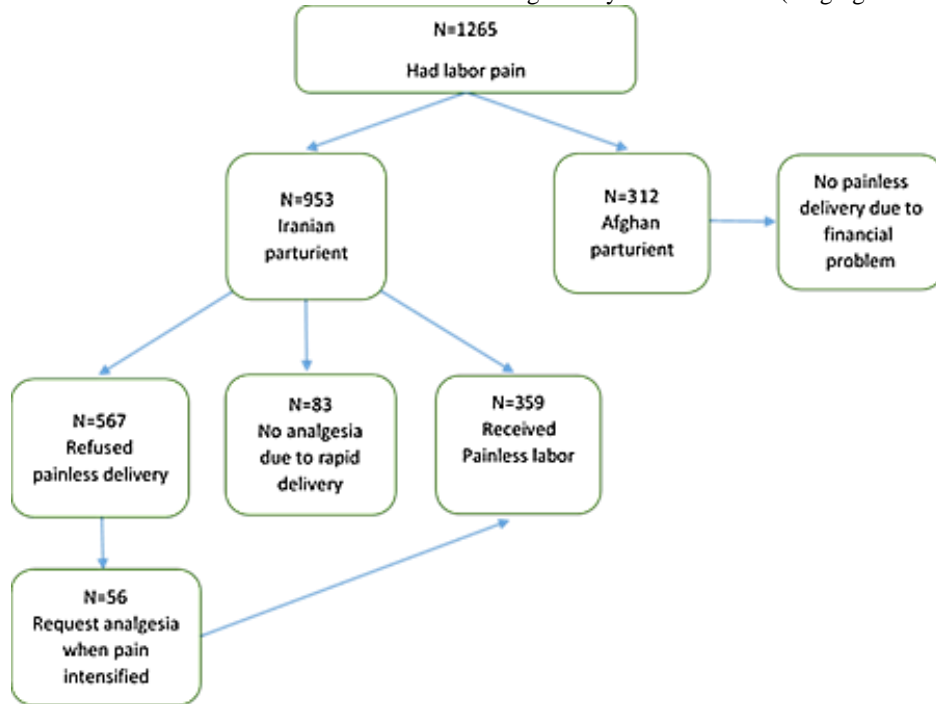 N=1265
Had labor pain
N=953
Iranian
parturient
N=312
Afghan
parturient
No painless
delivery due to
financial
problem
N=567
Refused
painless delivery
N=83
No analgesia
due to rapid
delivery
N=359
Received
Painless labor
N=56
Request analgesia
when pain
intensified